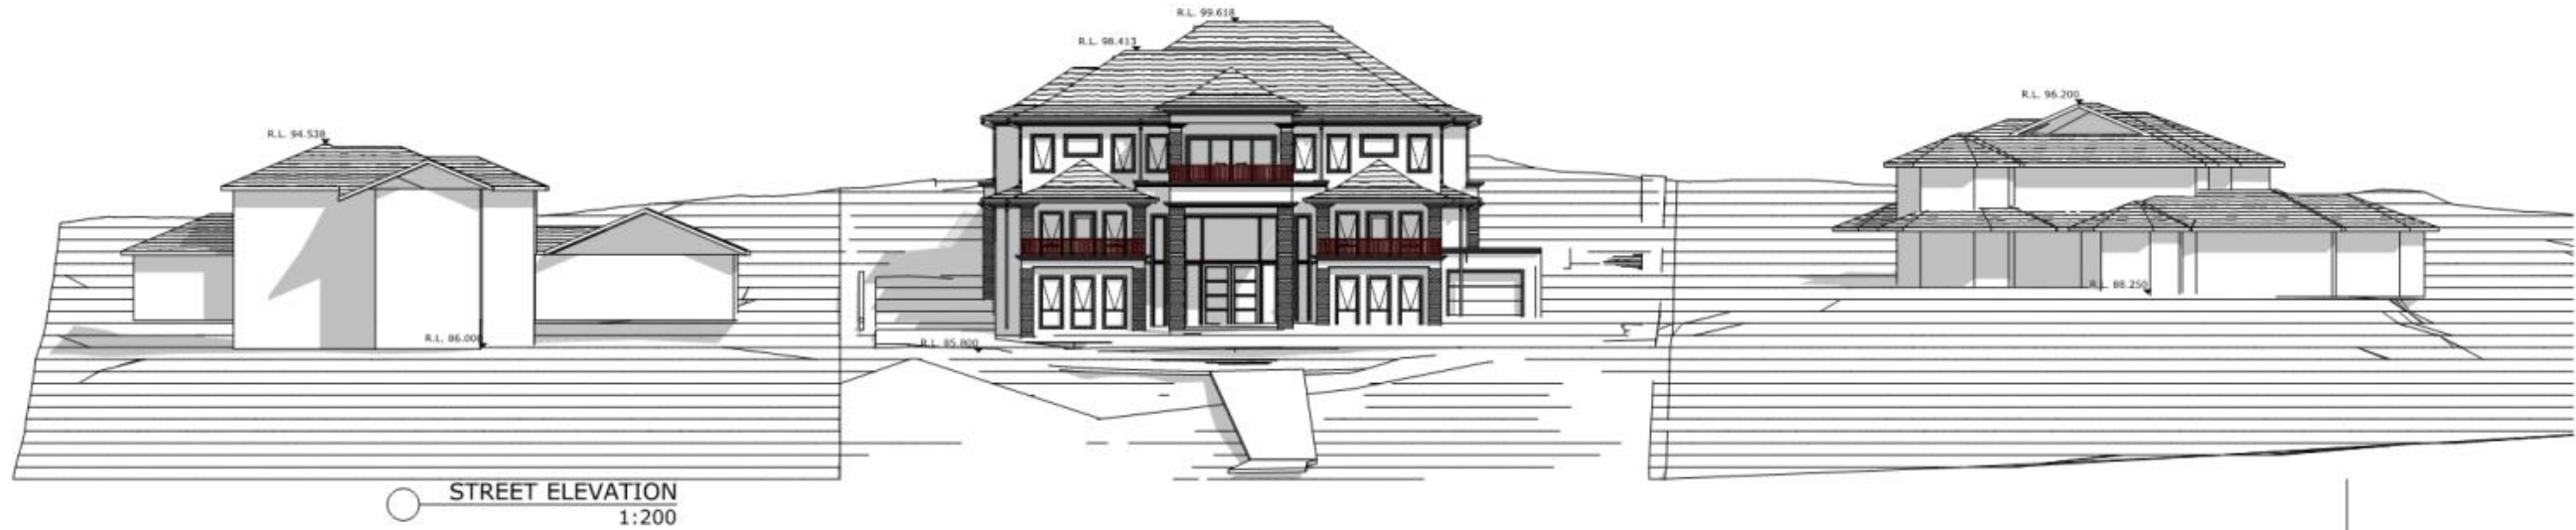 R.L. 99.618
R.L. 98.413
R.L. 96.200
R.L. 94.538
R.L. 88.250
R.L. 86.000
R.L. 85.800
STREET ELEVATION
1:200